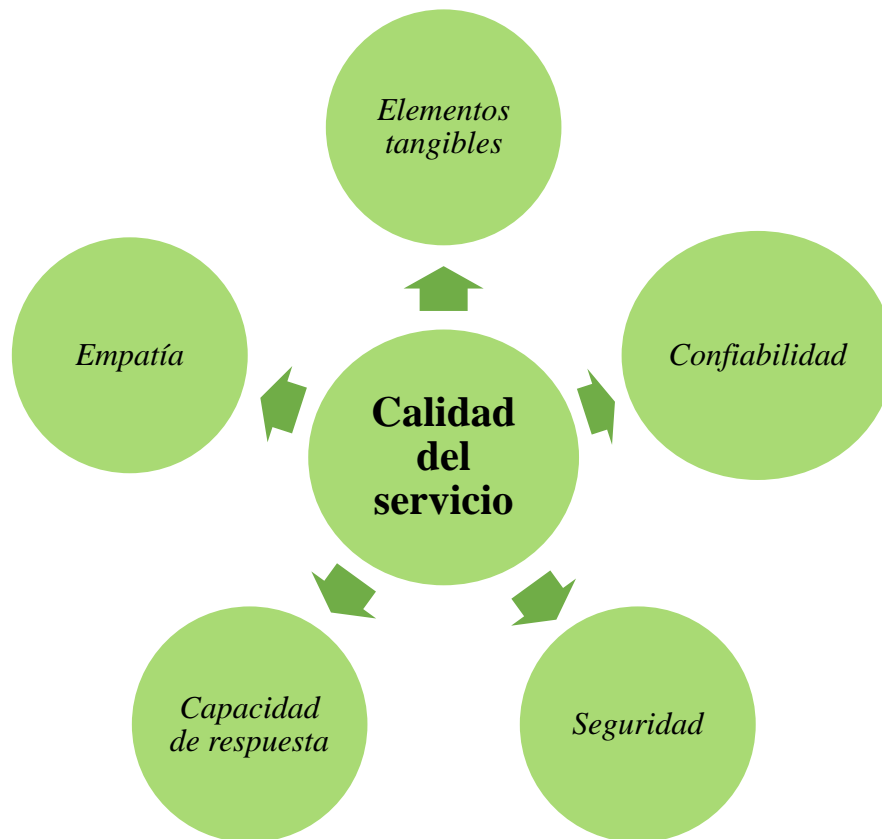 Elementos
tangibles
Empatía
Confiabilidad
Calidad
del
servicio
Capacidad
de respuesta
Seguridad